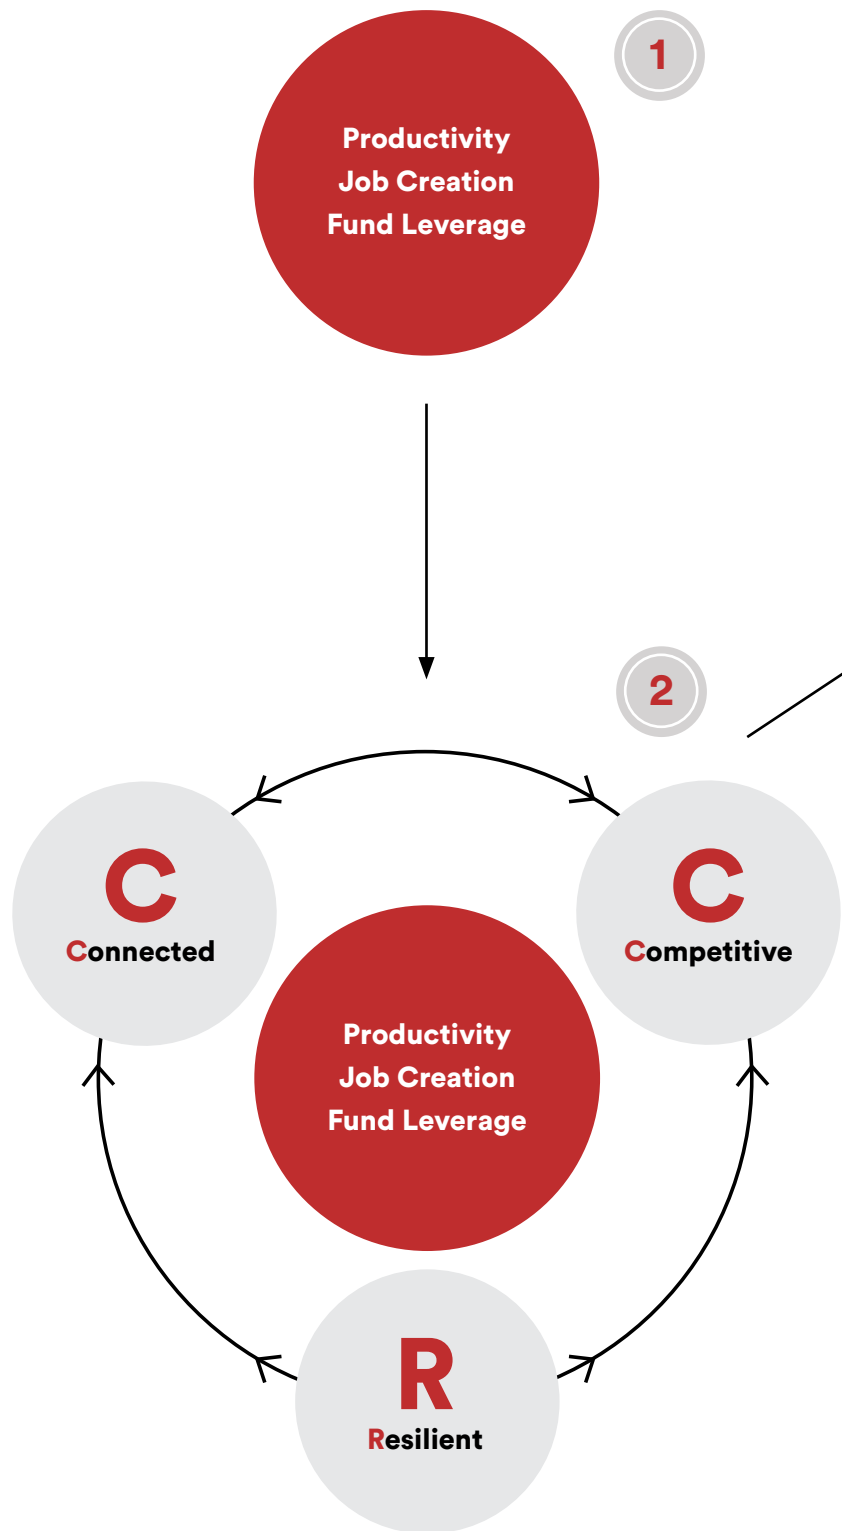 1
Productivity
Job Creation
Fund Leverage
2
C
Connected
C
Competitive
Productivity
Job Creation
Fund Leverage
R
Resilient